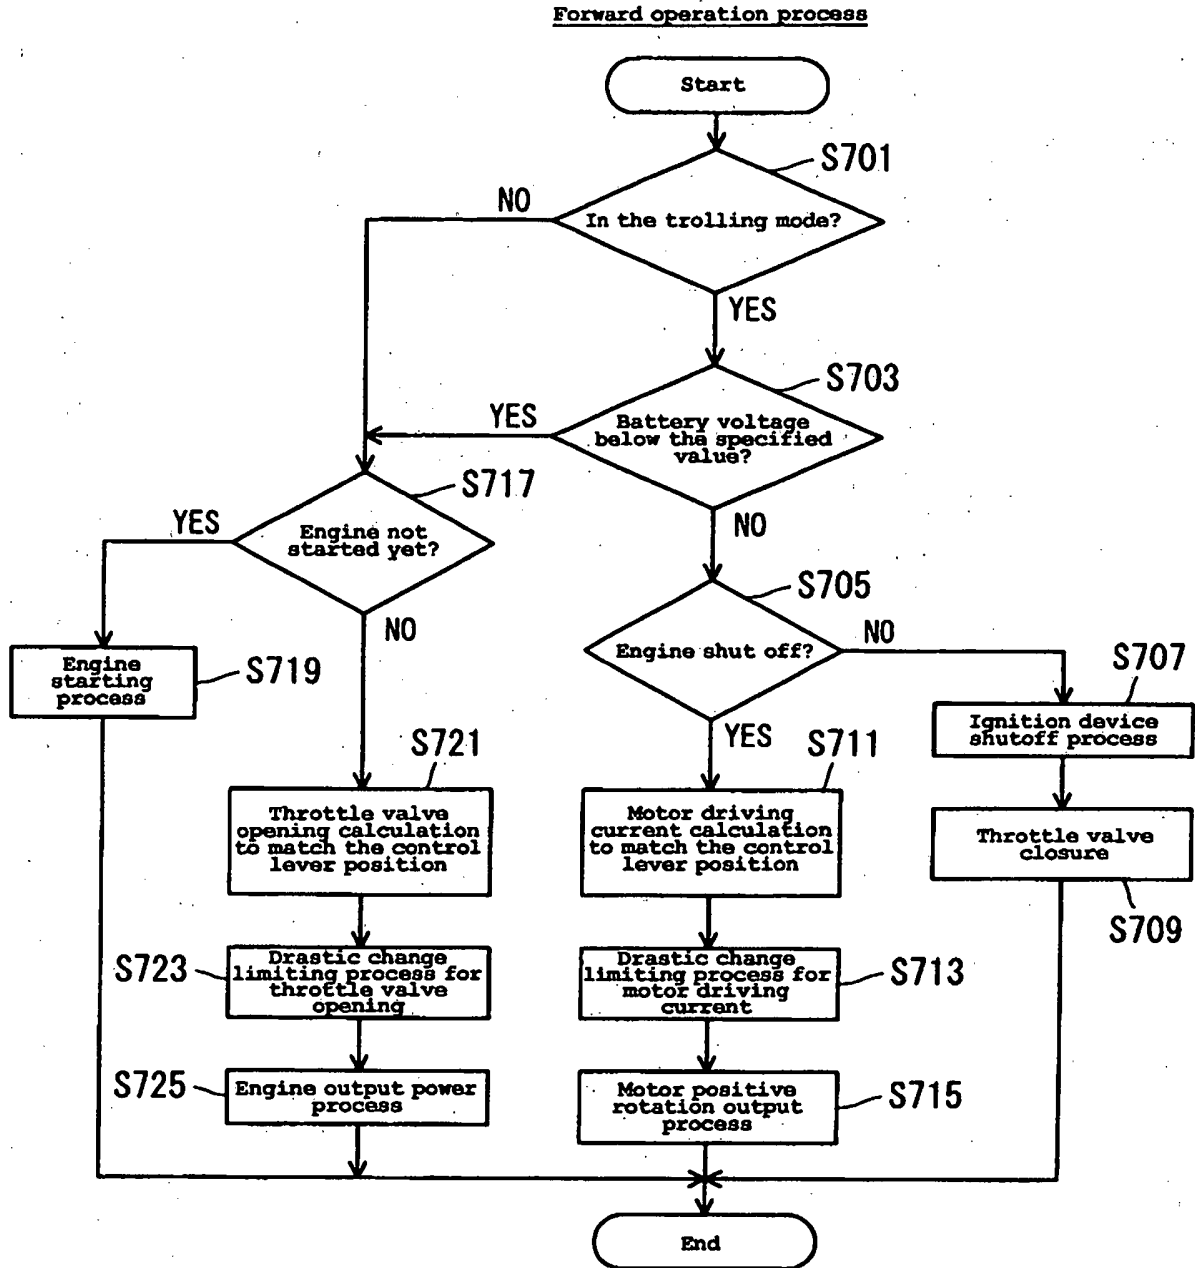 Forward operation process
Start
S701
In the trolling mode?
NO
YES
S703
Battery voltage
below the specified
value?
YES
NO
S717
Engine not
started yet?
YES
NO
S705
Engine shut off?
NO
YES
S719
Engine
starting
process
S707
Ignition device
shutoff process
S721
Throttle valve
opening calculation
to match the control
lever position
S711
Motor driving
current calculation
to match the control
lever position
Throttle valve
closure
S709
S723
Drastic change
limiting process for
throttle valve
opening
Drastic change
limiting process for
motor driving
current
S713
S725
Engine output power
process
Motor positive
rotation output
process
S715
End